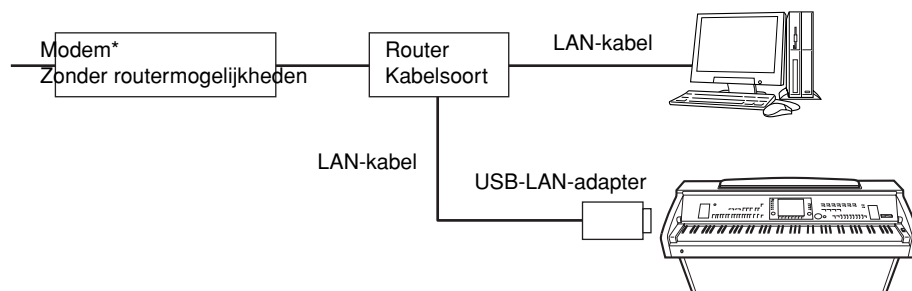 Modem*
Zonder routermogelijkheden
Router
Kabelsoort
LAN-kabel
LAN-kabel
USB-LAN-adapter